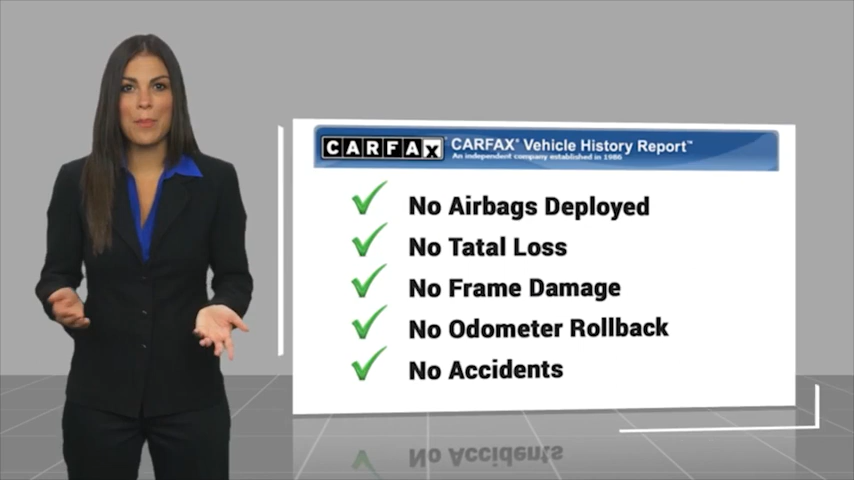 CARFAX CARFAX® Vehicle History Report™
An independent company established in 1986
No Airbags Deployed
No Tatal Loss
No Frame Damage
No Odometer Rollback
No Accidents
No Accidents